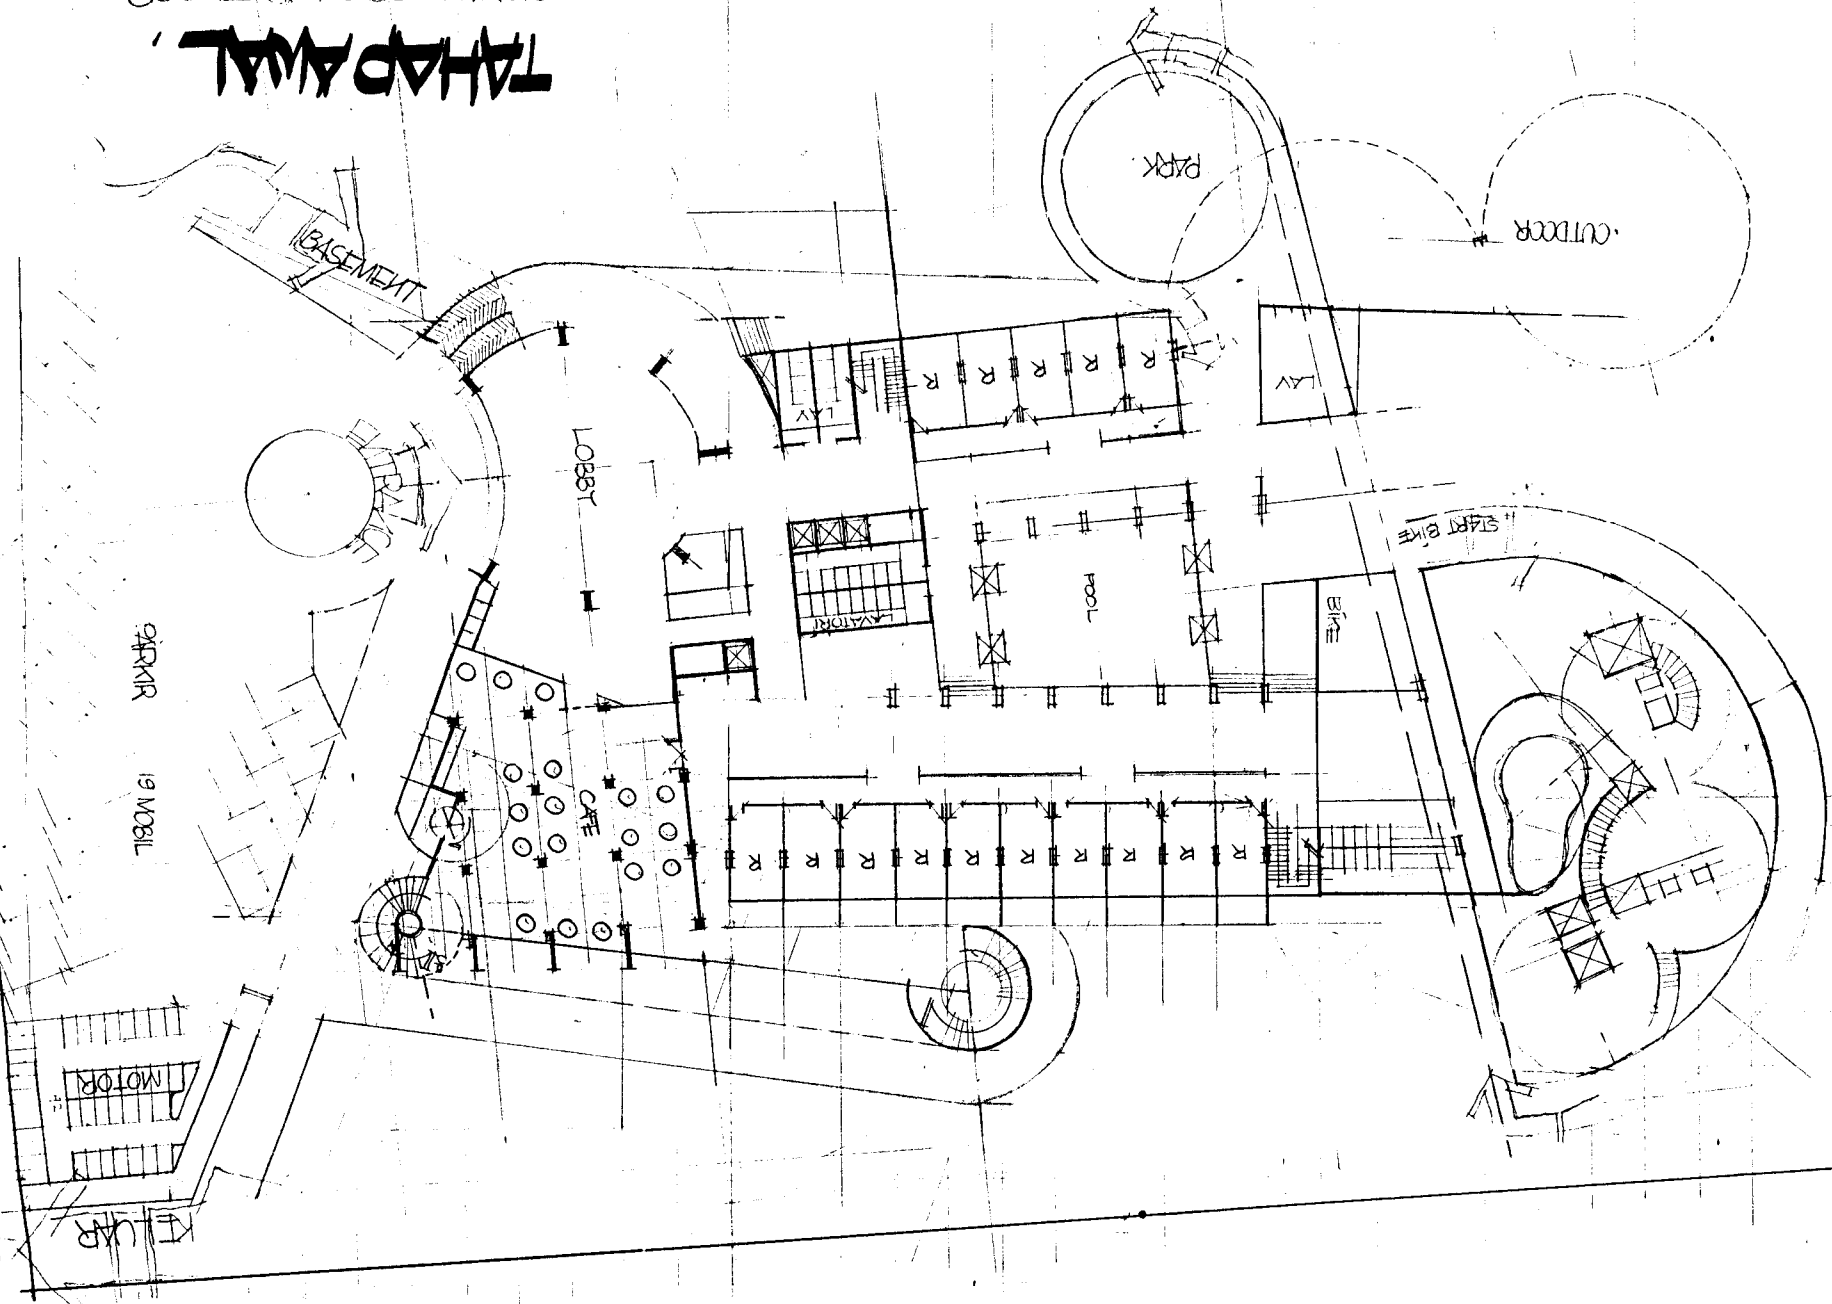 TAHAP AWAL
PARK
OUTDOOR
BASEMENT
LOBBY
LAV
R
R
R
R
R
LAV
ENTRANCE
START BIKE
LAVATORI
POOL
BIKE
PARKIR
19 MOBIL
CAFE
R
R
R
R
R
R
R
R
R
R
MOTOR
KELUAR